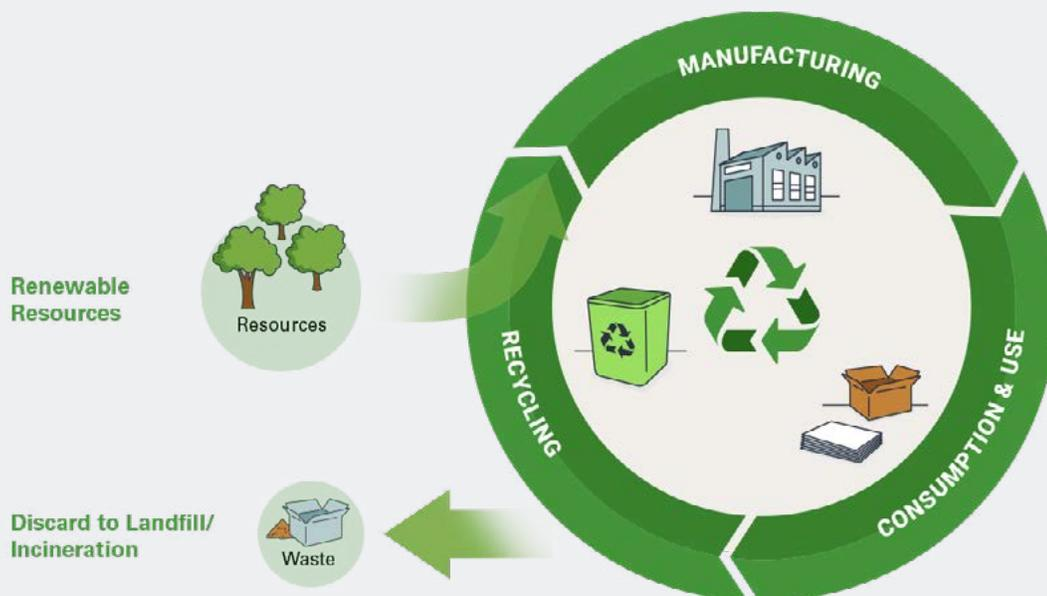 MANUFACTURING
Renewable
Resources
Resources
RECYCLING
CONSUMPTION & USE
Discard to Landfill/
Incineration
Waste